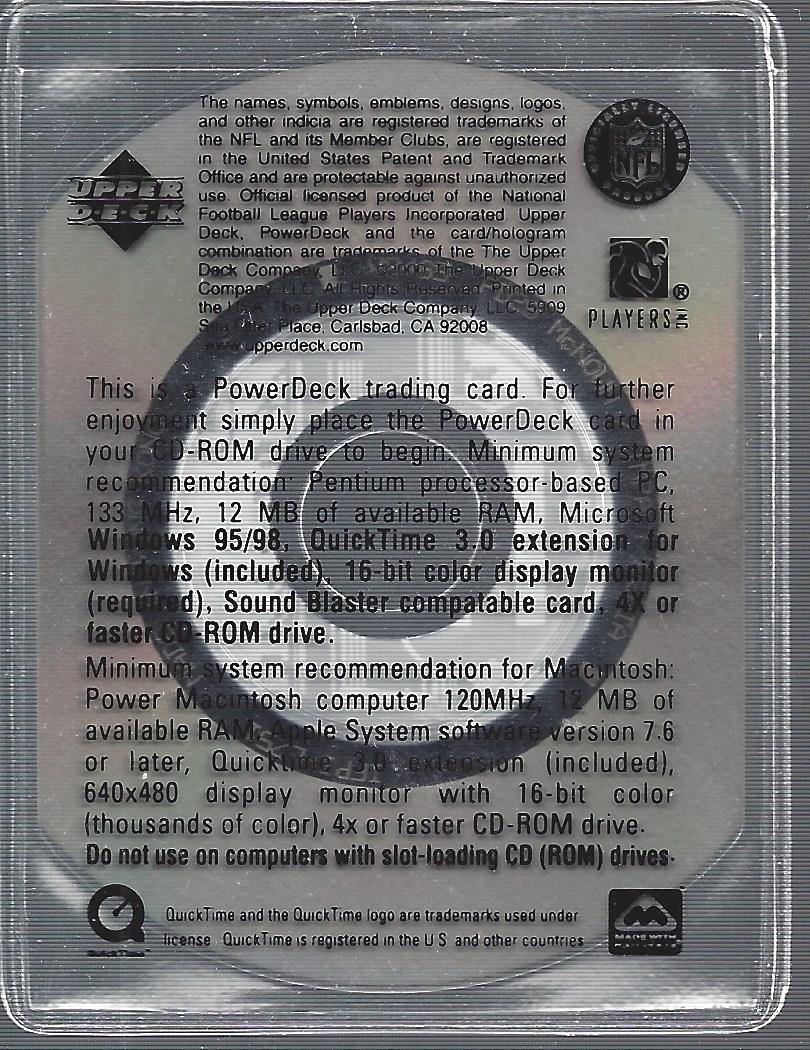 The names, symbols, emblems, designs, logos,
and other indicia are registered trademarks of
the NFL and its Member Clubs, are registered
in the United States Patent and Trademark
Office and are protectable against unauthorized
use. Official licensed product of the National
Football League Players Incorporated. Upper
Deck, PowerDeck and the card/hologram
combination are trademarks of the The Upper
Deck Company, LLC. ©2000 The Upper Deck
Company, LLC. All Rights Reserved. Printed in
the USA. The Upper Deck Company, LLC, 5909
Sea Otter Place, Carlsbad, CA 92008
www.upperdeck.com
UPPER
DECK
OFFICIALLY LICENSED
NFL
PRODUCT
®
PLAYERS INC
This is a PowerDeck trading card. For further
enjoyment simply place the PowerDeck card in
your CD-ROM drive to begin. Minimum system
recommendation: Pentium processor-based PC,
133 MHz, 12 MB of available RAM, Microsoft
Windows 95/98, QuickTime 3.0 extension for
Windows (included), 16-bit color display monitor
(required), Sound Blaster compatable card, 4X or
faster CD-ROM drive.
Minimum system recommendation for Macintosh:
Power Macintosh computer 120MHz, 12 MB of
available RAM, Apple System software version 7.6
or later, Quicktime 3.0 extension (included),
640x480 display monitor with 16-bit color
(thousands of color), 4x or faster CD-ROM drive.
Do not use on computers with slot-loading CD (ROM) drives.
QuickTime™
QuickTime and the QuickTime logo are trademarks used under
license. QuickTime is registered in the U S and other countries
MADE WITH